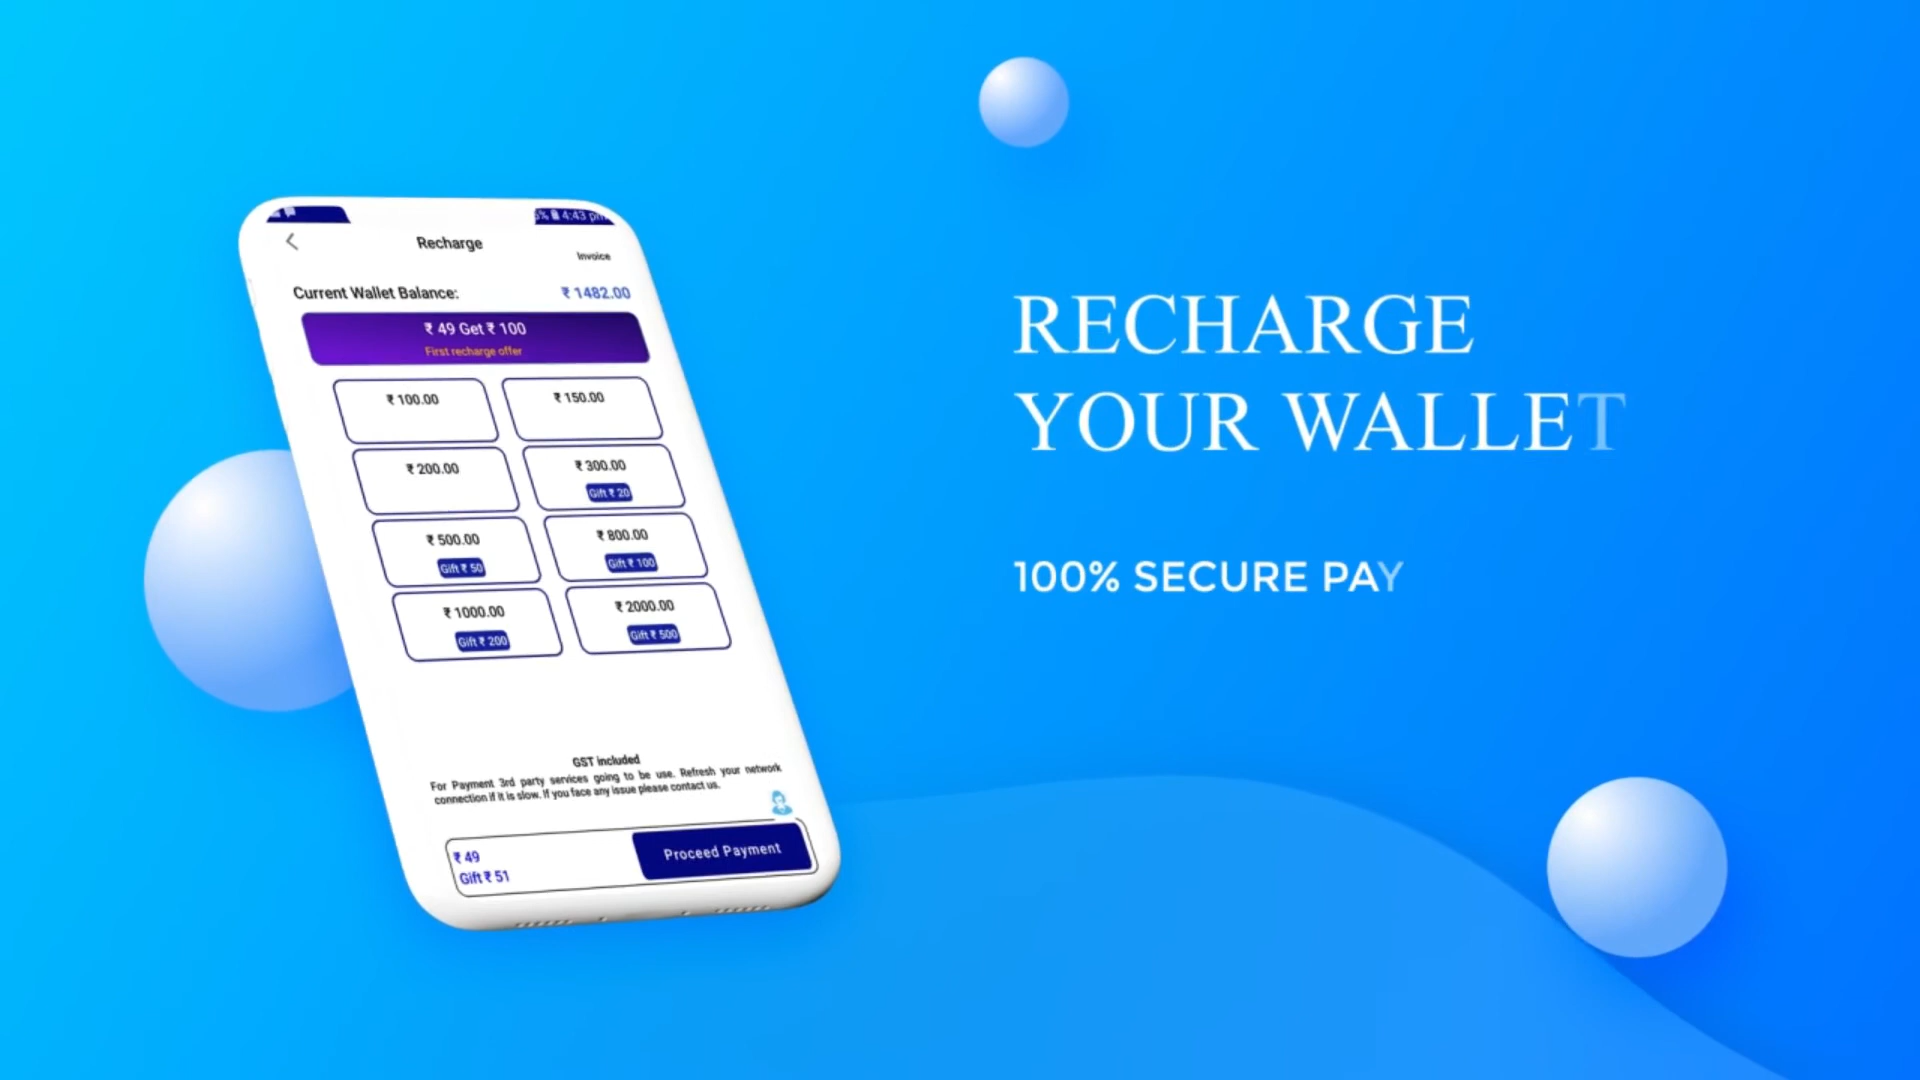 4:43 pm
Recharge
Invoice
Current Wallet Balance:
₹ 1482.00
₹ 49 Get ₹ 100
First recharge offer
₹ 100.00
₹ 150.00
₹ 200.00
₹ 300.00
Gift ₹ 20
₹ 500.00
Gift ₹ 50
₹ 800.00
Gift ₹ 100
₹ 1000.00
Gift ₹ 200
₹ 2000.00
Gift ₹ 500
GST included
For Payment 3rd party services going to be use. Refresh your network
connection if it is slow. If you face any issue please contact us.
₹ 49
Gift ₹ 51
Proceed Payment
RECHARGE
YOUR WALLET
100% SECURE PAY